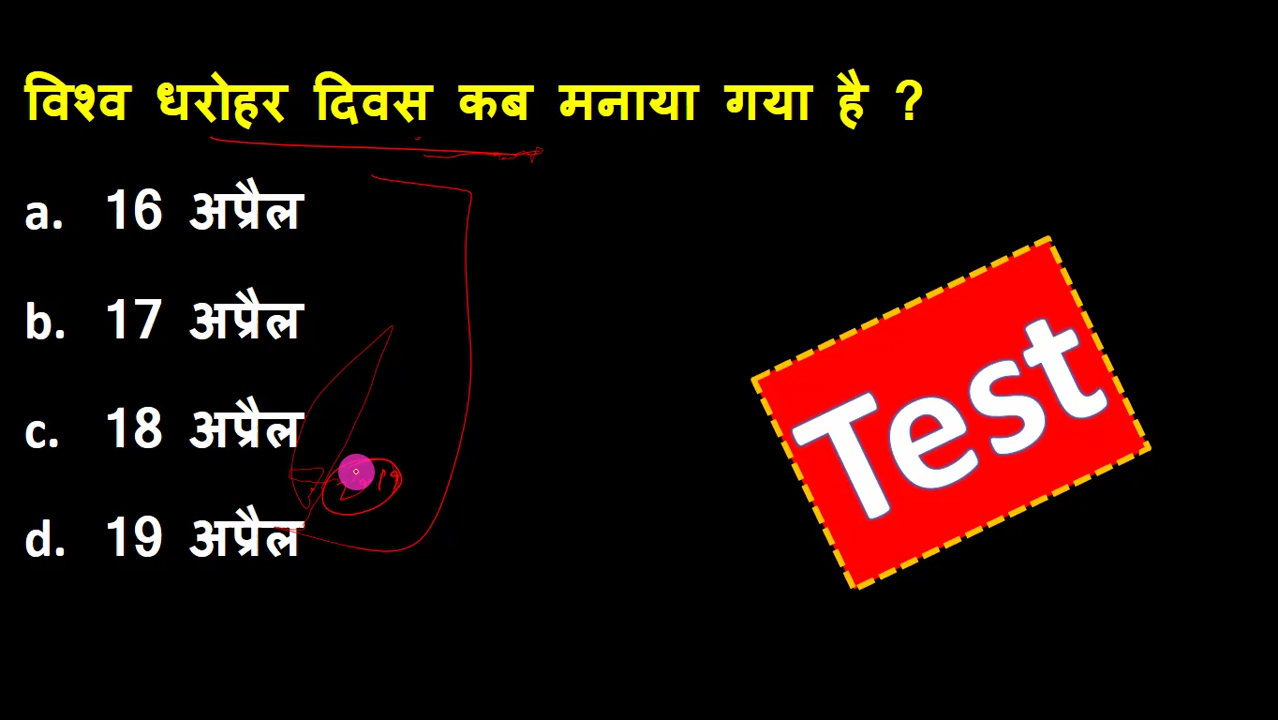 विश्व धरोहर दिवस कब मनाया गया है ?
a. 16 अप्रैल
b. 17 अप्रैल
c. 18 अप्रैल
d. 19 अप्रैल
Test